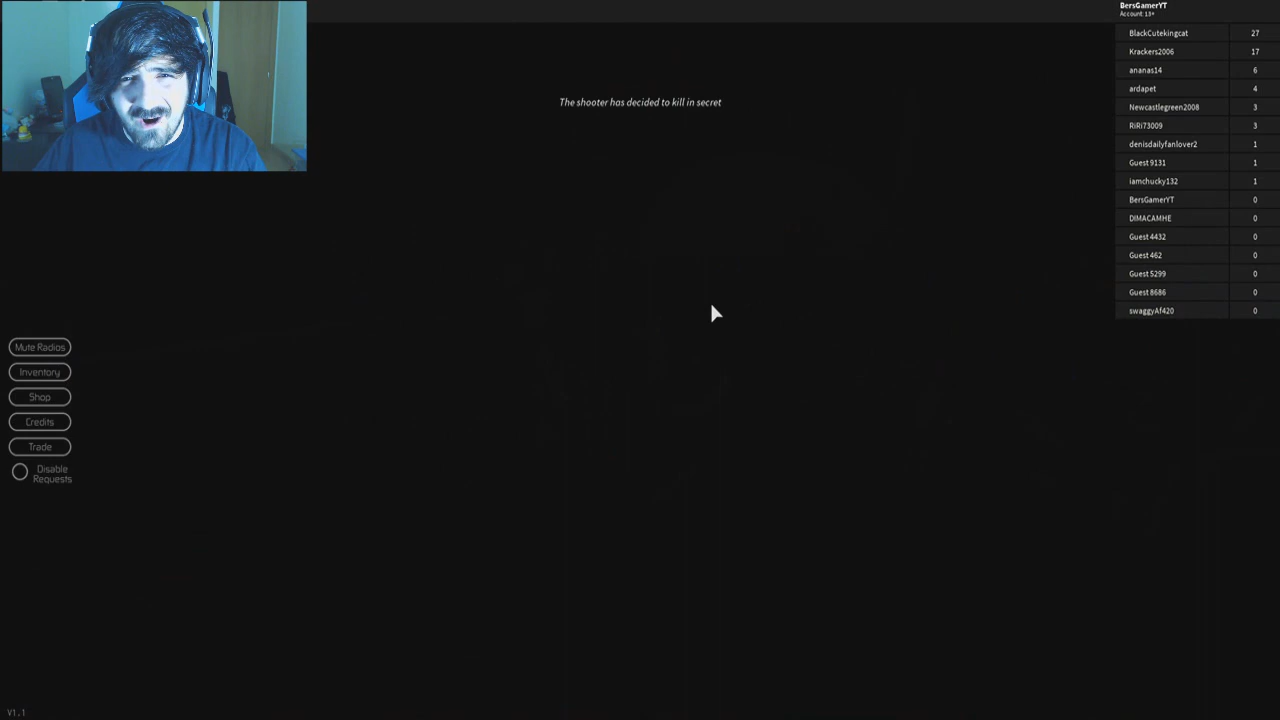 BersGamerYT
Account: 13+
BlackCutekingcat 27
Krackers2006 17
ananas14 6
ardapet 4
Newcastlegreen2008 3
RiRi73009 3
denisdailyfanlover2 1
Guest 9131 1
iamchucky132 1
BersGamerYT 0
DIMACAMHE 0
Guest 4432 0
Guest 462 0
Guest 5299 0
Guest 8686 0
swaggyAf420 0
The shooter has decided to kill in secret
Mute Radios
Inventory
Shop
Credits
Trade
Disable
Requests
V1.1